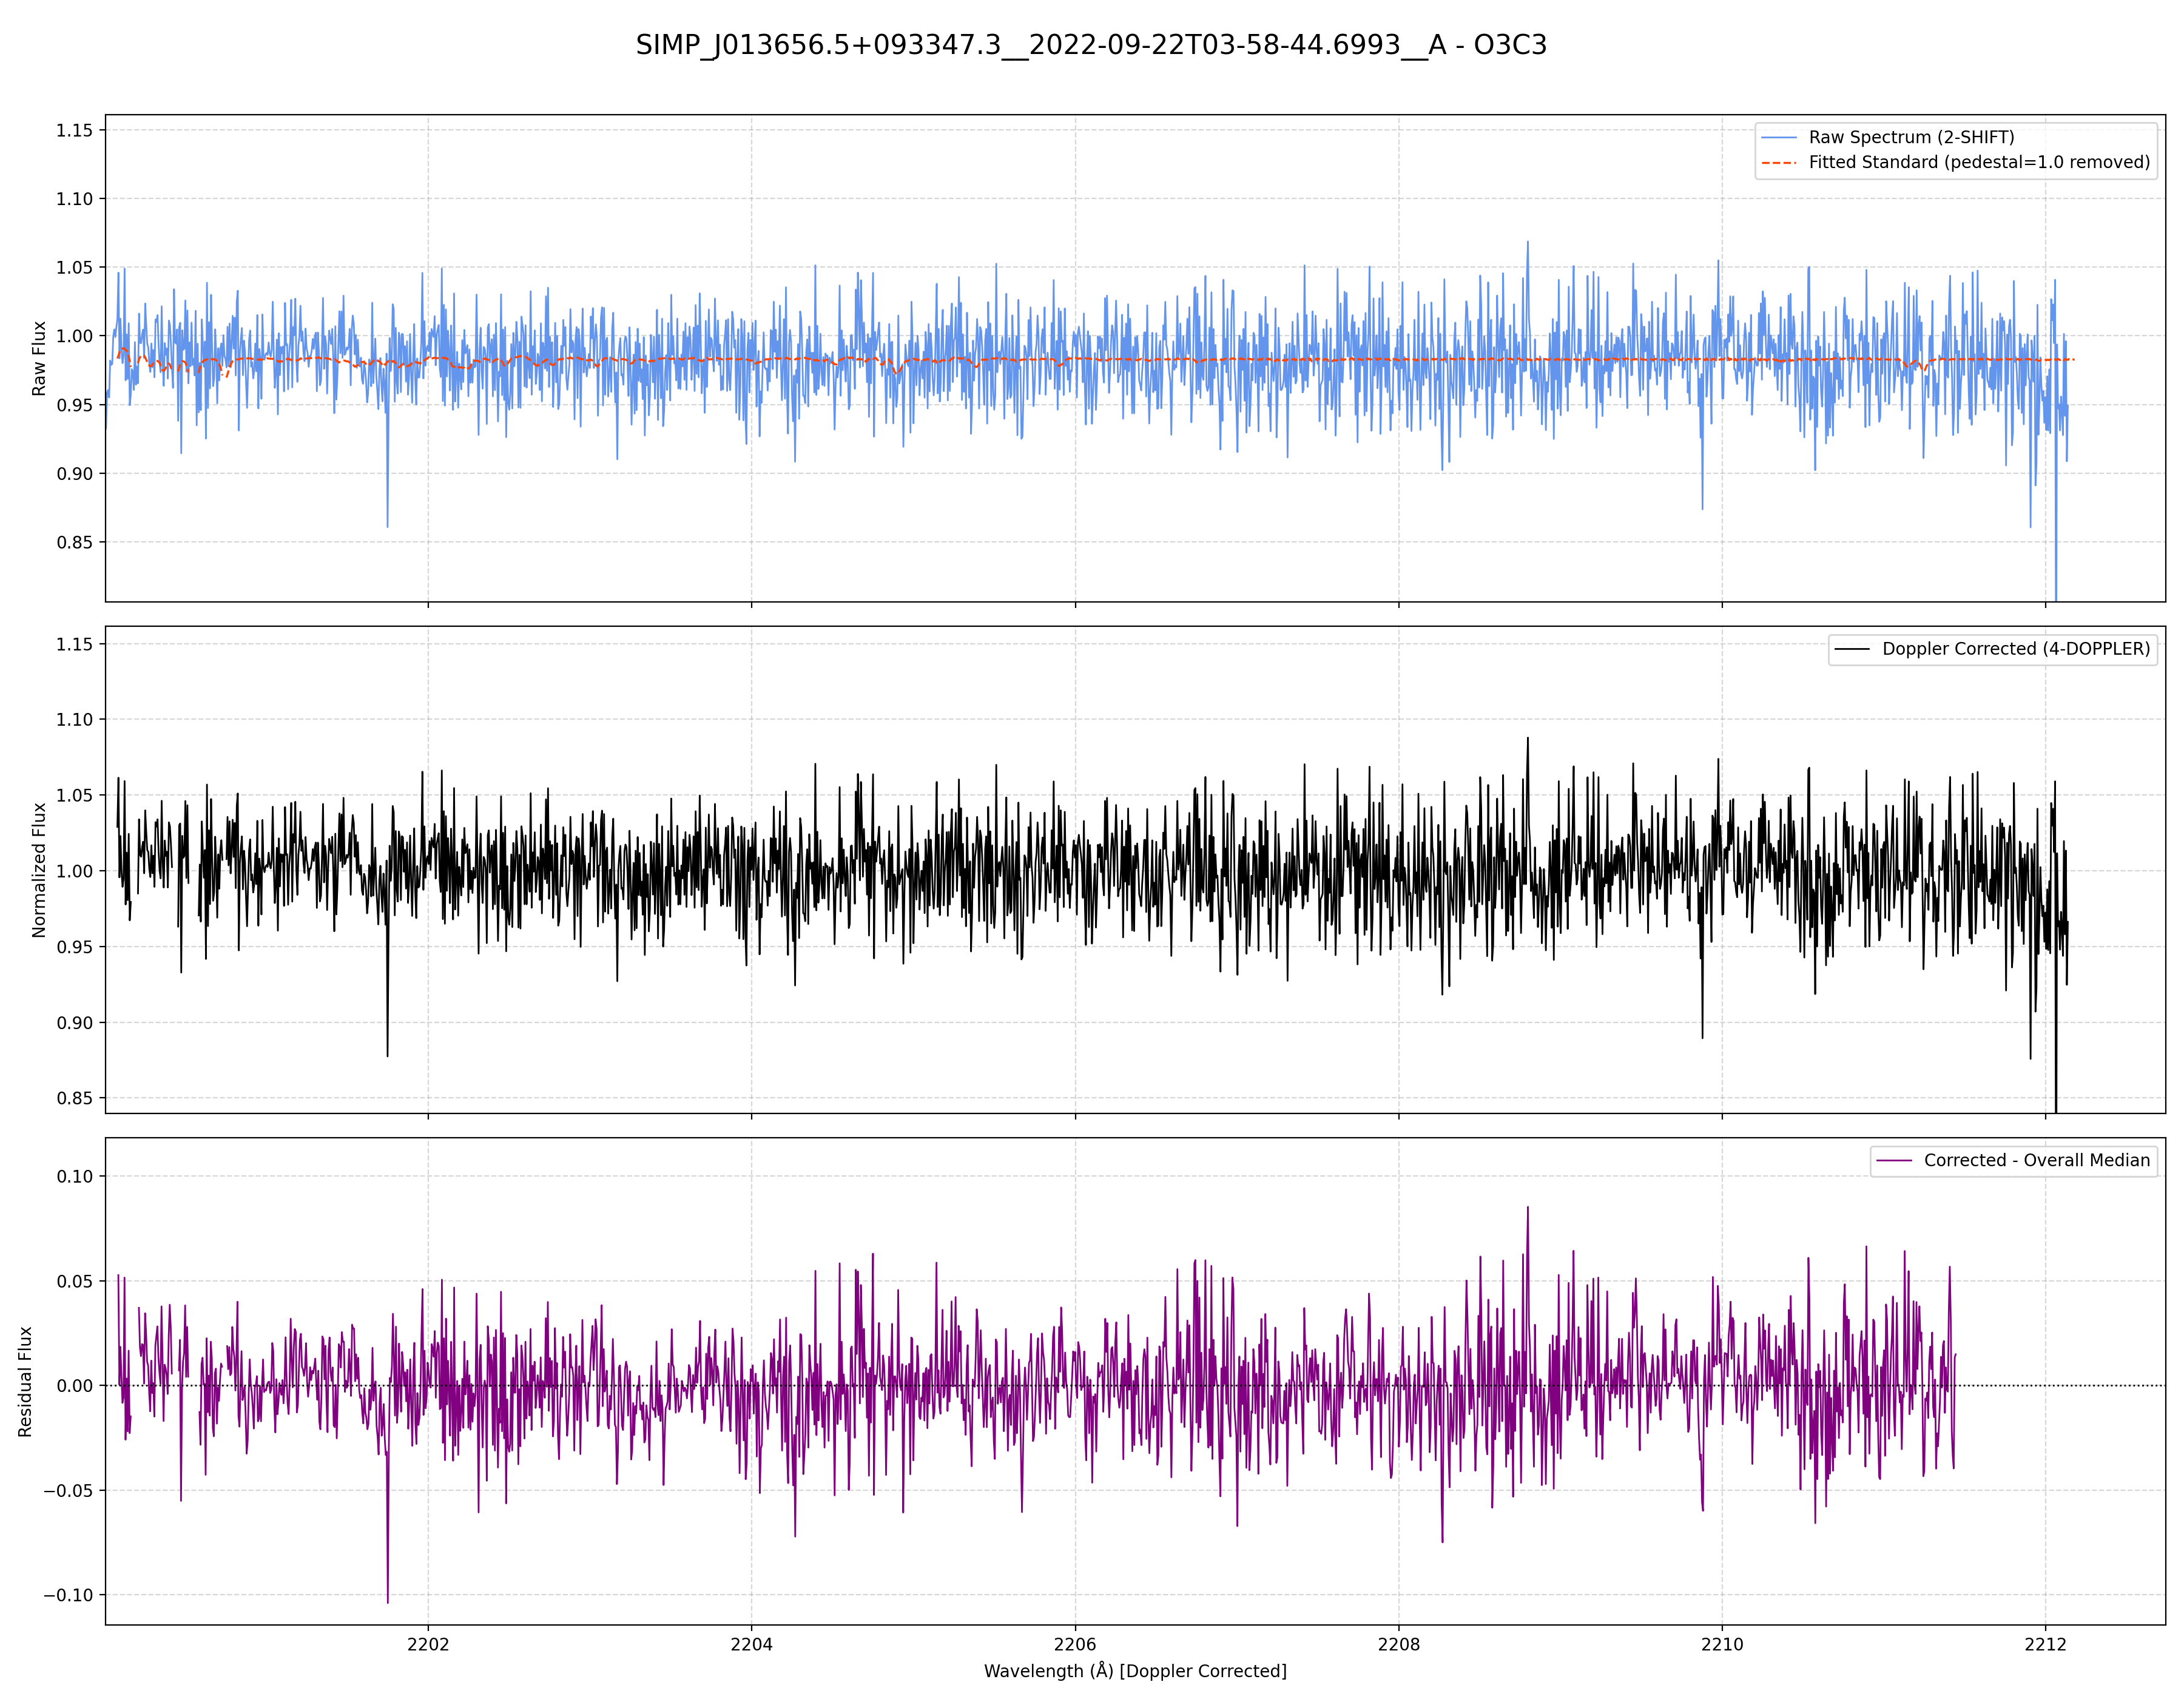 SIMP_J013656.5+093347.3__2022-09-22T03-58-44.6993__A - O3C3
Raw Flux
1.15
1.10
1.05
1.00
0.95
0.90
0.85
Raw Spectrum (2-SHIFT)
Fitted Standard (pedestal=1.0 removed)
Normalized Flux
1.15
1.10
1.05
1.00
0.95
0.90
0.85
Doppler Corrected (4-DOPPLER)
Residual Flux
0.10
0.05
0.00
−0.05
−0.10
Corrected - Overall Median
2202 2204 2206 2208 2210 2212
Wavelength (Å) [Doppler Corrected]